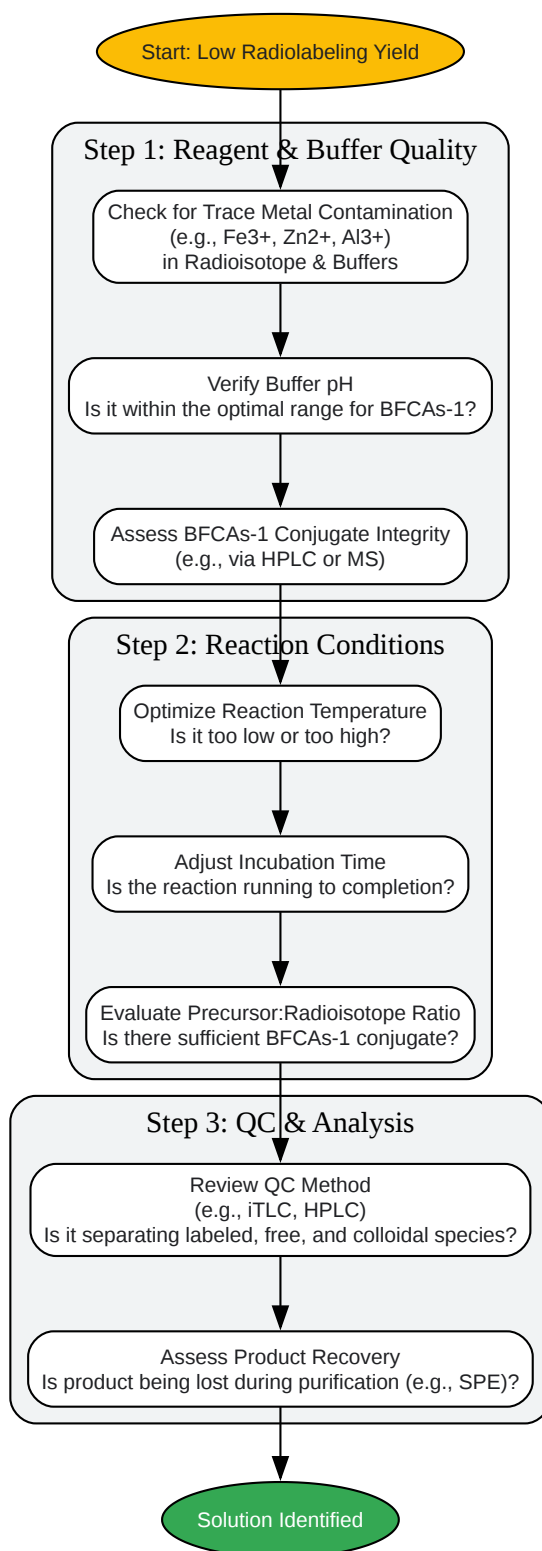 Start: Low Radiolabeling Yield
Step 1: Reagent & Buffer Quality
Check for Trace Metal Contamination
(e.g., Fe3+, Zn2+, Al3+)
in Radioisotope & Buffers
Verify Buffer pH
Is it within the optimal range for BFCAs-1?
Assess BFCAs-1 Conjugate Integrity
(e.g., via HPLC or MS)
Step 2: Reaction Conditions
Optimize Reaction Temperature
Is it too low or too high?
Adjust Incubation Time
Is the reaction running to completion?
Evaluate Precursor:Radioisotope Ratio
Is there sufficient BFCAs-1 conjugate?
Step 3: QC & Analysis
Review QC Method
(e.g., iTLC, HPLC)
Is it separating labeled, free, and colloidal species?
Assess Product Recovery
Is product being lost during purification (e.g., SPE)?
Solution Identified